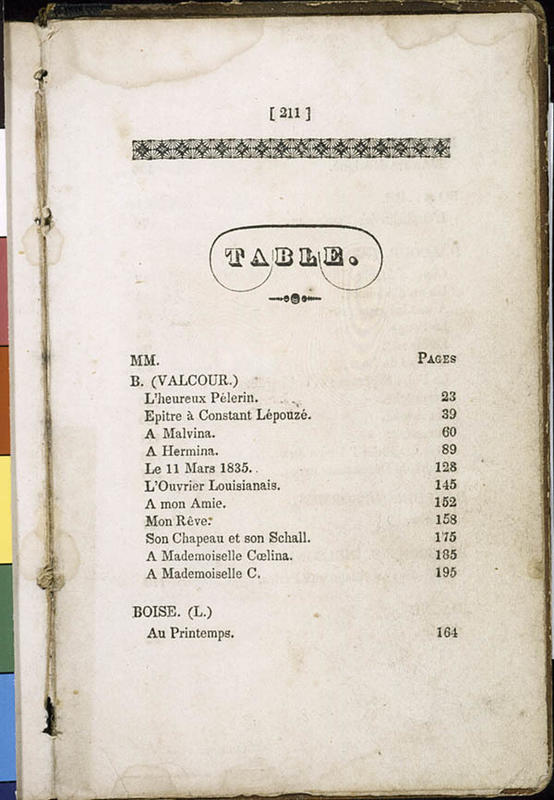 [ 211 ]
TABLE.
MM. PAGES
B. (VALCOUR.)
L'heureux Pélerin. 23
Epitre à Constant Lépouzé. 39
A Malvina. 60
A Hermina. 89
Le 11 Mars 1835. 128
L'Ouvrier Louisianais. 145
A mon Amie. 152
Mon Rêve. 158
Son Chapeau et son Schall. 175
A Mademoiselle Cœlina. 185
A Mademoiselle C. 195
BOISE. (L.)
Au Printemps. 164